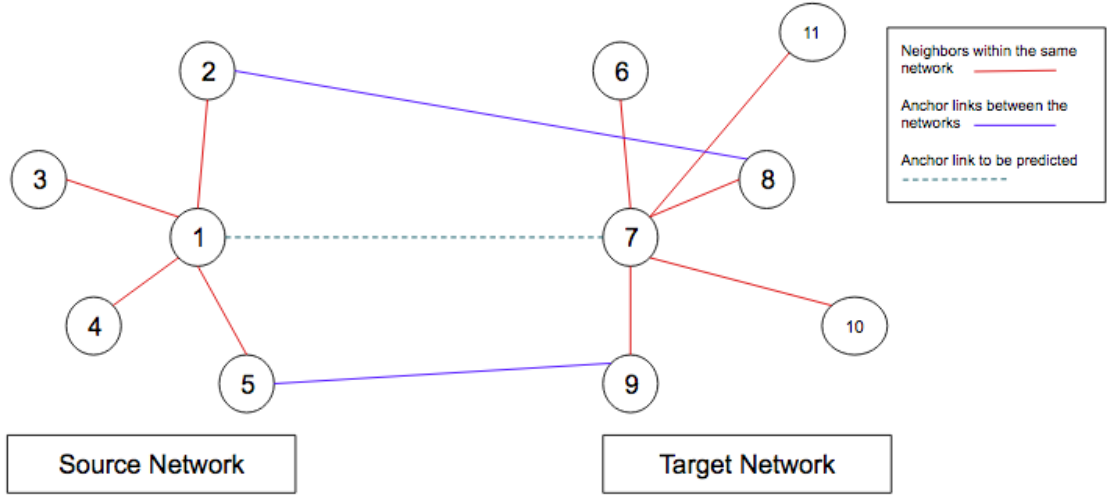 11
2
6
3
8
1
7
4
10
5
9
Source Network
Target Network
Neighbors within the same
network
Anchor links between the
networks
Anchor link to be predicted